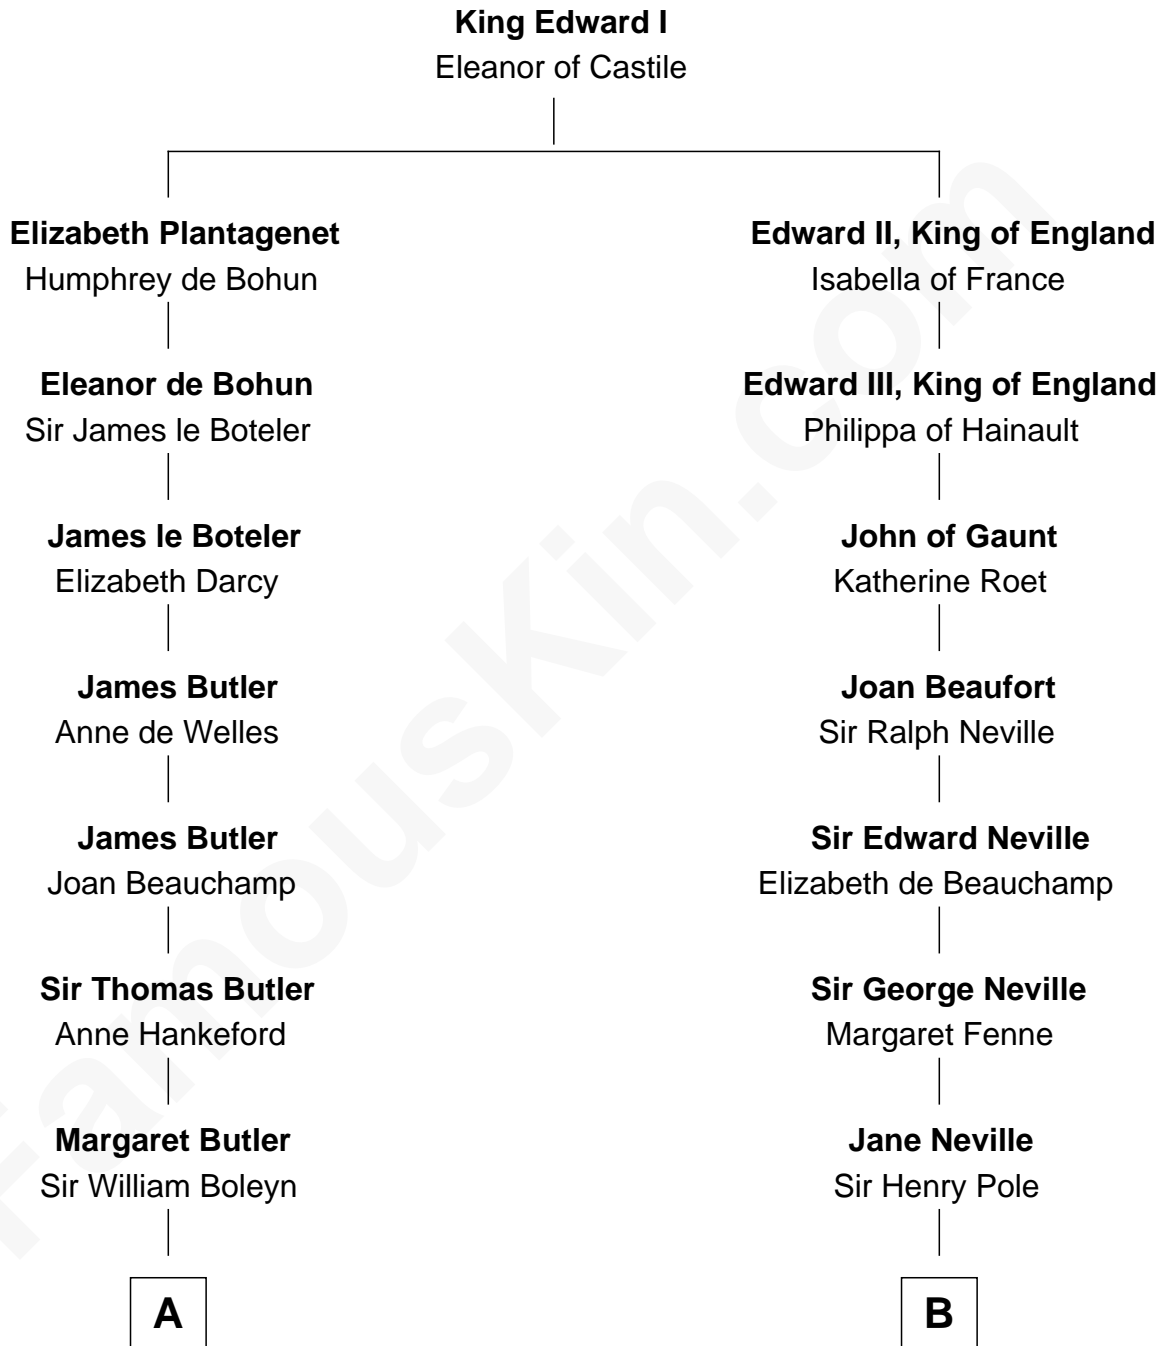 King Edward I
Eleanor of Castile
Elizabeth Plantagenet
Humphrey de Bohun
Edward II, King of England
Isabella of France
Eleanor de Bohun
Sir James le Boteler
Edward III, King of England
Philippa of Hainault
James le Boteler
Elizabeth Darcy
John of Gaunt
Katherine Roet
James Butler
Anne de Welles
Joan Beaufort
Sir Ralph Neville
James Butler
Joan Beauchamp
Sir Edward Neville
Elizabeth de Beauchamp
Sir Thomas Butler
Anne Hankeford
Sir George Neville
Margaret Fenne
Margaret Butler
Sir William Boleyn
Jane Neville
Sir Henry Pole
A
B
FamousKin.com